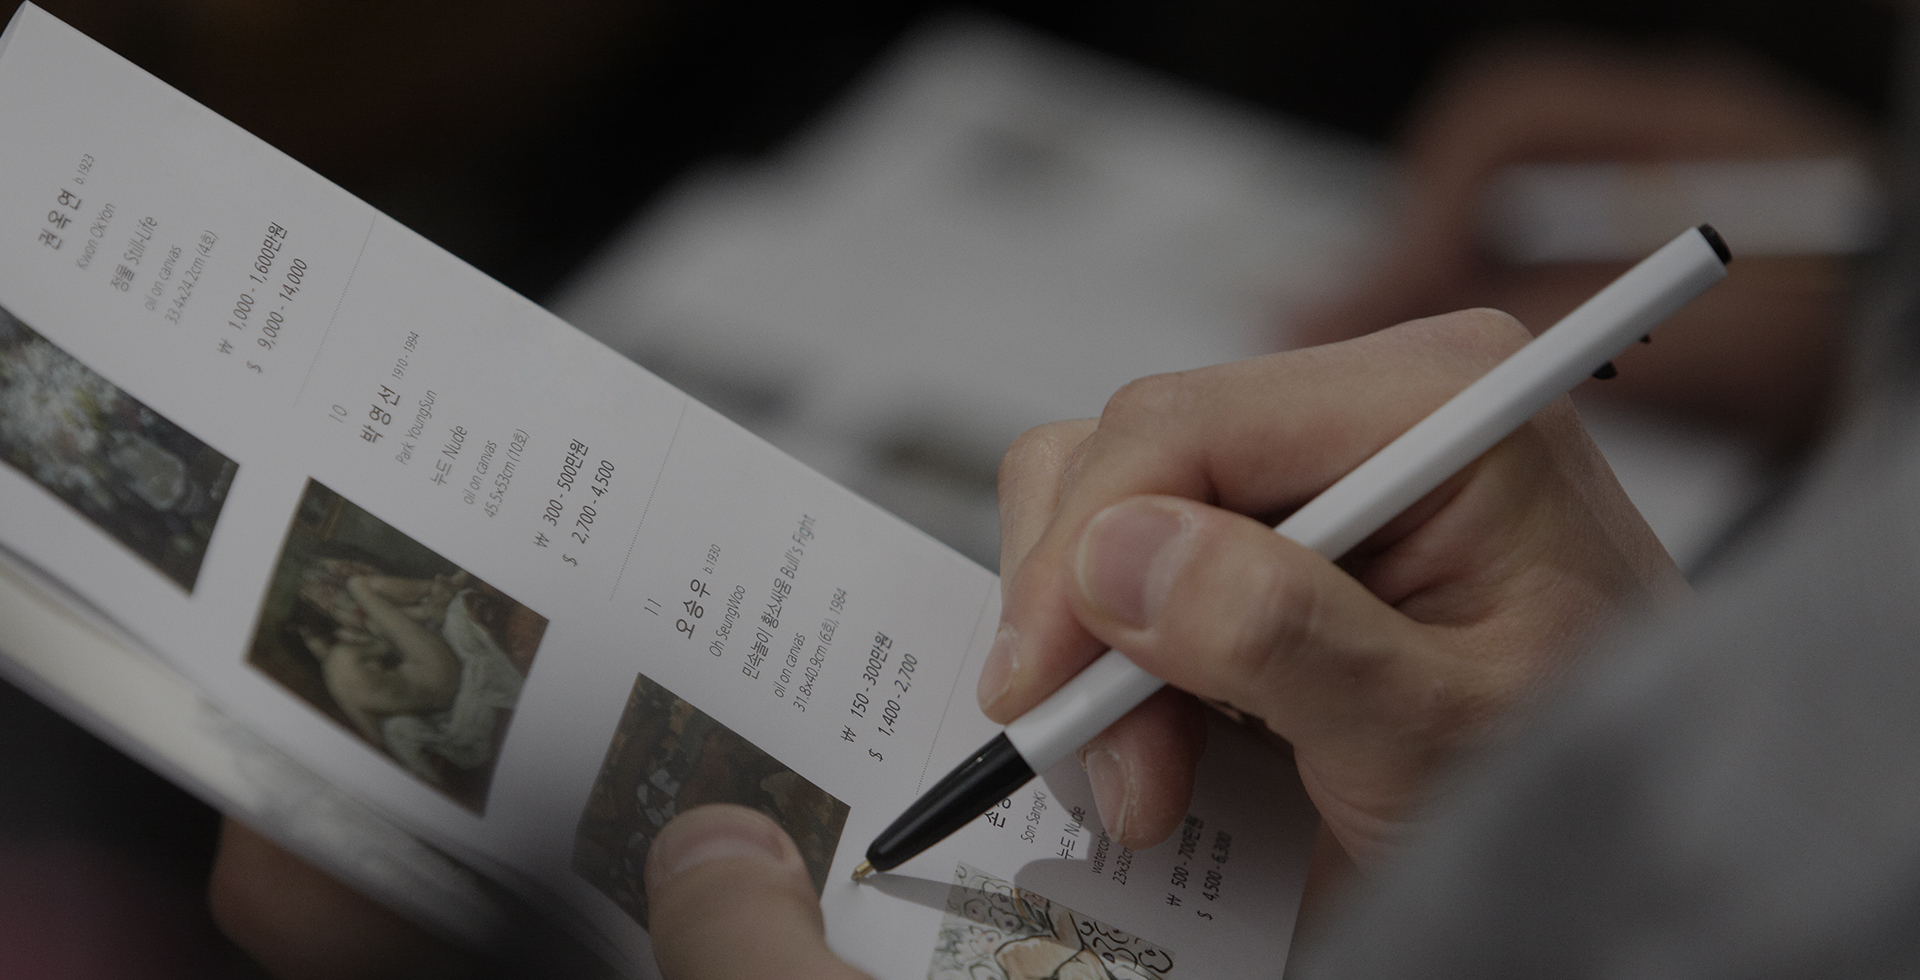 권옥연 b.1923
Kwon OkYon
정물 Still-Life
oil on canvas
33.4x24.2cm (4호)
₩ 1,000 - 1,600만원
$ 9,000 - 14,000
10
박영선 1910 - 1994
Park YoungSun
누드 Nude
oil on canvas
45.5x53cm (10호)
₩ 300 - 500만원
$ 2,700 - 4,500
11
오승우 b.1930
Oh SeungWoo
민속놀이 황소싸움 Bull's Fight
oil on canvas
31.8x40.9cm (6호), 1984
₩ 150 - 300만원
$ 1,400 - 2,700
Son SangKi
누드 Nude
₩ 500 - 700만원
$ 4,500 - 6,300